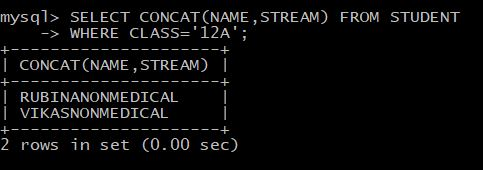 mysql> SELECT CONCAT(NAME,STREAM) FROM STUDENT
    -> WHERE CLASS='12A';
+---------------------+
| CONCAT(NAME,STREAM) |
+---------------------+
| RUBINANONMEDICAL    |
| VIKASNONMEDICAL     |
+---------------------+
2 rows in set (0.00 sec)